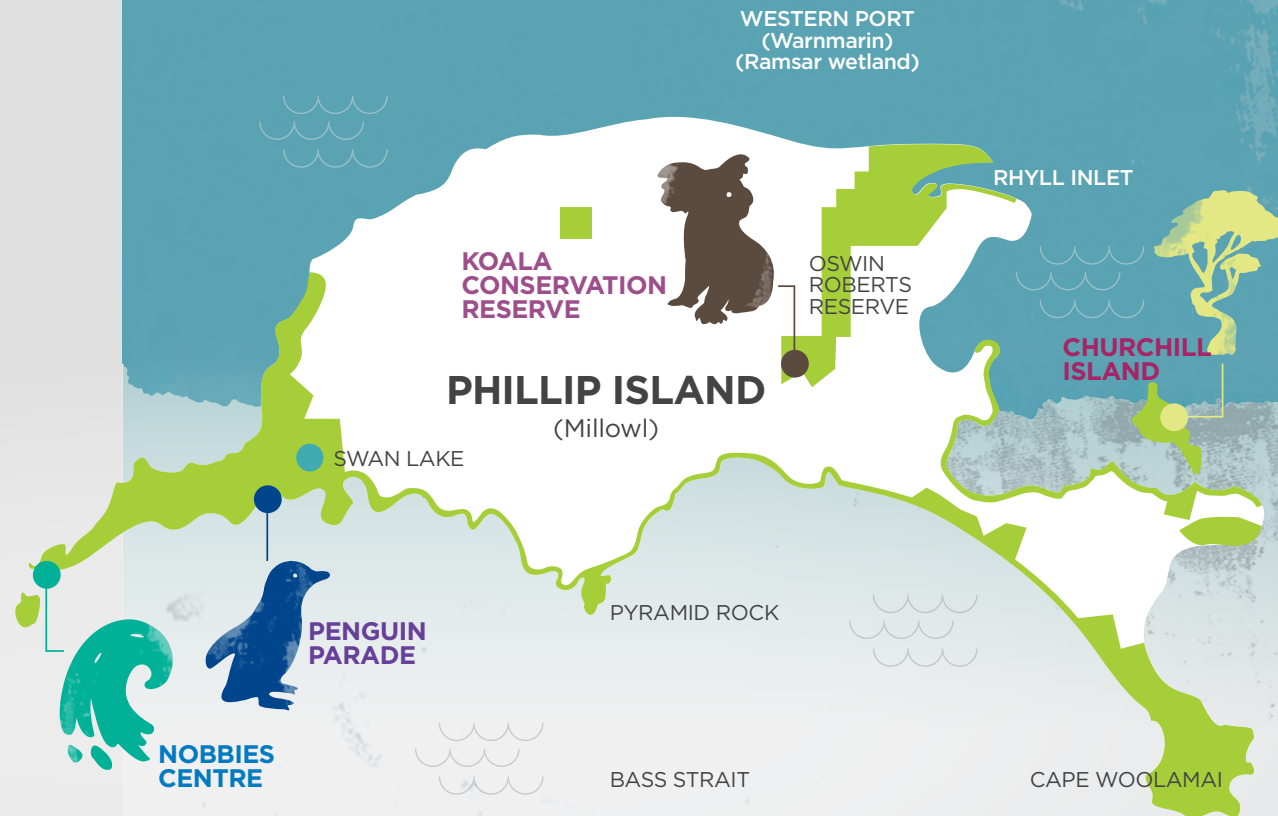 WESTERN PORT
(Warnmarin)
(Ramsar wetland)
RHYLL INLET
KOALA
CONSERVATION
RESERVE
OSWIN
ROBERTS
RESERVE
CHURCHILL
ISLAND
PHILLIP ISLAND
(Millowl)
SWAN LAKE
PYRAMID ROCK
PENGUIN
PARADE
NOBBIES
CENTRE
BASS STRAIT
CAPE WOOLAMAI